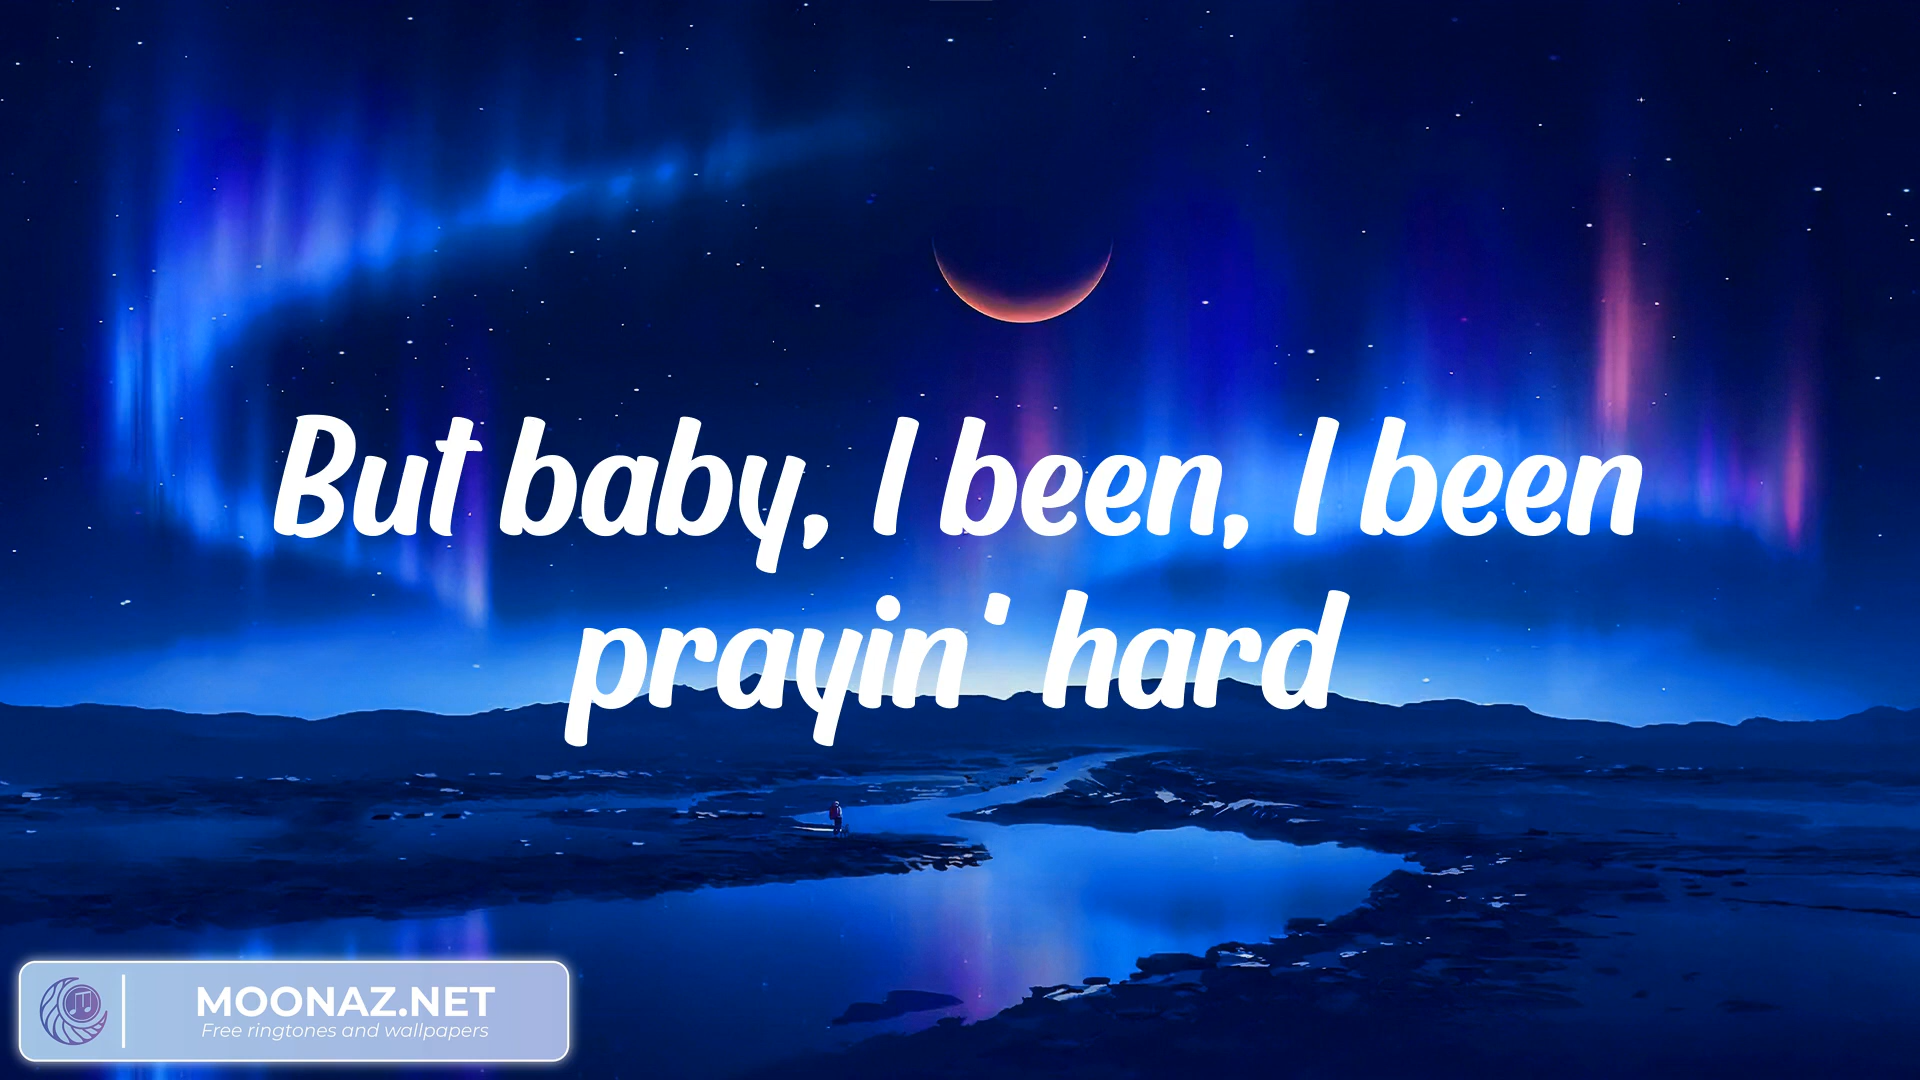 But baby, I been, I been
prayin' hard
MOONAZ.NET
Free ringtones and wallpapers